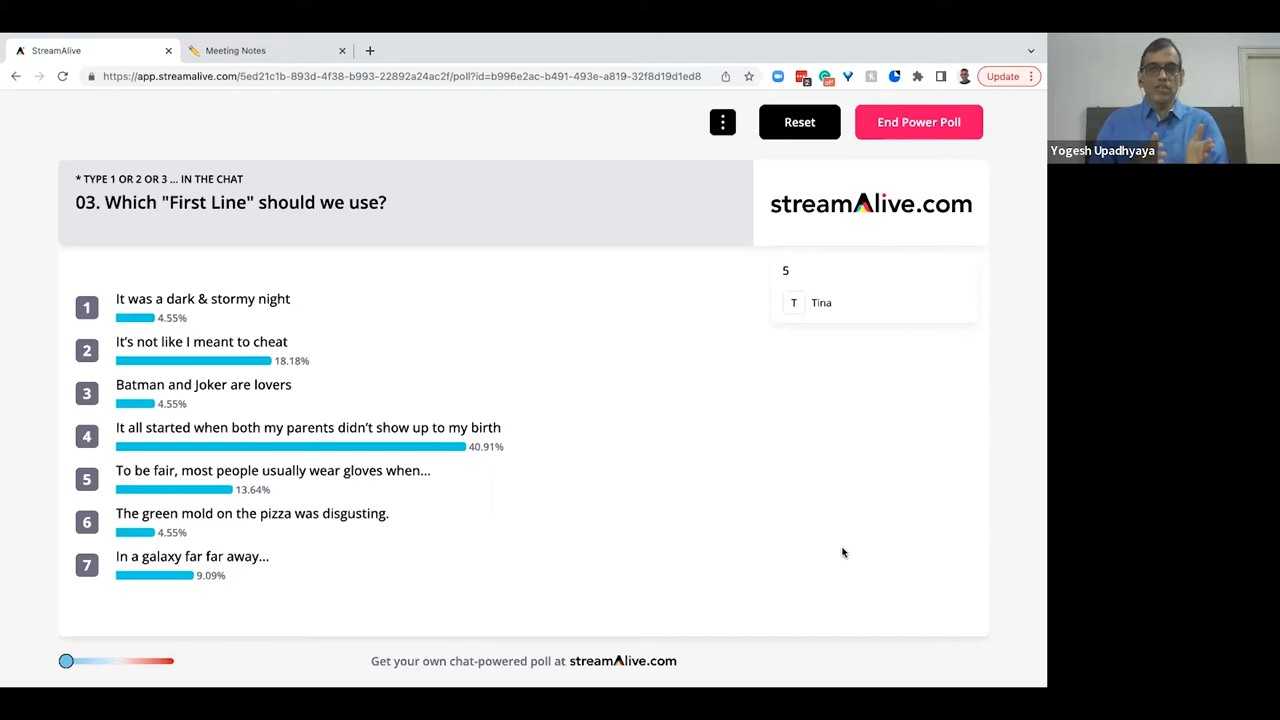 StreamAlive
Meeting Notes
https://app.streamalive.com/5ed21c1b-893d-4f38-b993-22892a24ac2f/poll?id=b996e2ac-b491-493e-a819-32f8d19d1ed8
2
off
Update
Yogesh Upadhyaya
Reset
End Power Poll
* TYPE 1 OR 2 OR 3 ... IN THE CHAT
03. Which "First Line" should we use?
streamAlive.com
5
T Tina
1 It was a dark & stormy night
4.55%
2 It’s not like I meant to cheat
18.18%
3 Batman and Joker are lovers
4.55%
4 It all started when both my parents didn’t show up to my birth
40.91%
5 To be fair, most people usually wear gloves when...
13.64%
6 The green mold on the pizza was disgusting.
4.55%
7 In a galaxy far far away...
9.09%
Get your own chat-powered poll at streamAlive.com